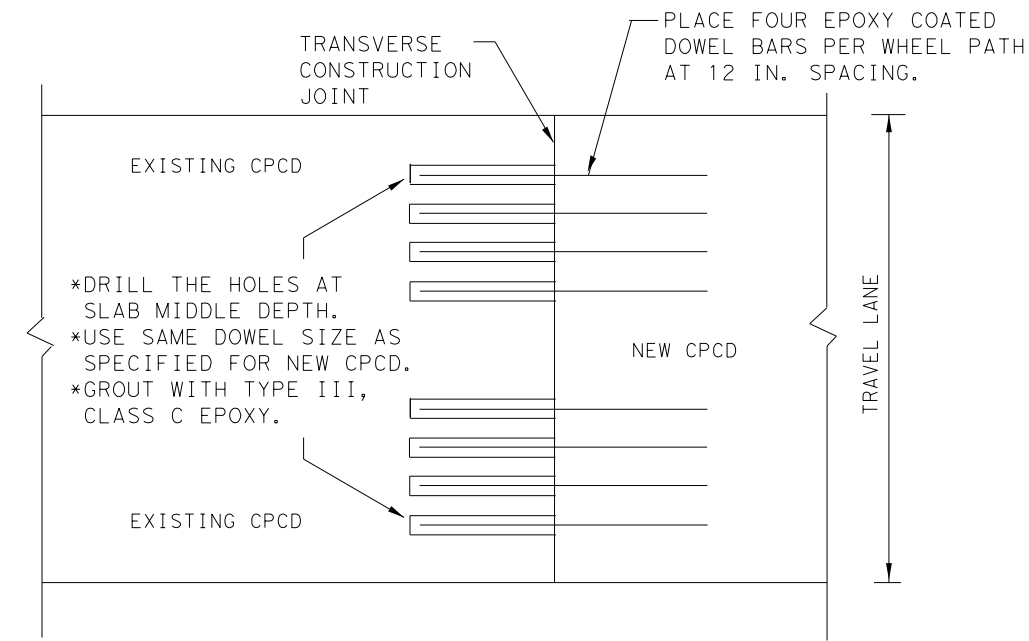 PLACE FOUR EPOXY COATED
DOWEL BARS PER WHEEL PATH
AT 12 IN. SPACING.
TRANSVERSE
CONSTRUCTION
JOINT
EXISTING CPCD
*DRILL THE HOLES AT
SLAB MIDDLE DEPTH.
*USE SAME DOWEL SIZE AS
SPECIFIED FOR NEW CPCD.
*GROUT WITH TYPE III,
CLASS C EPOXY.
NEW CPCD
TRAVEL LANE
EXISTING CPCD